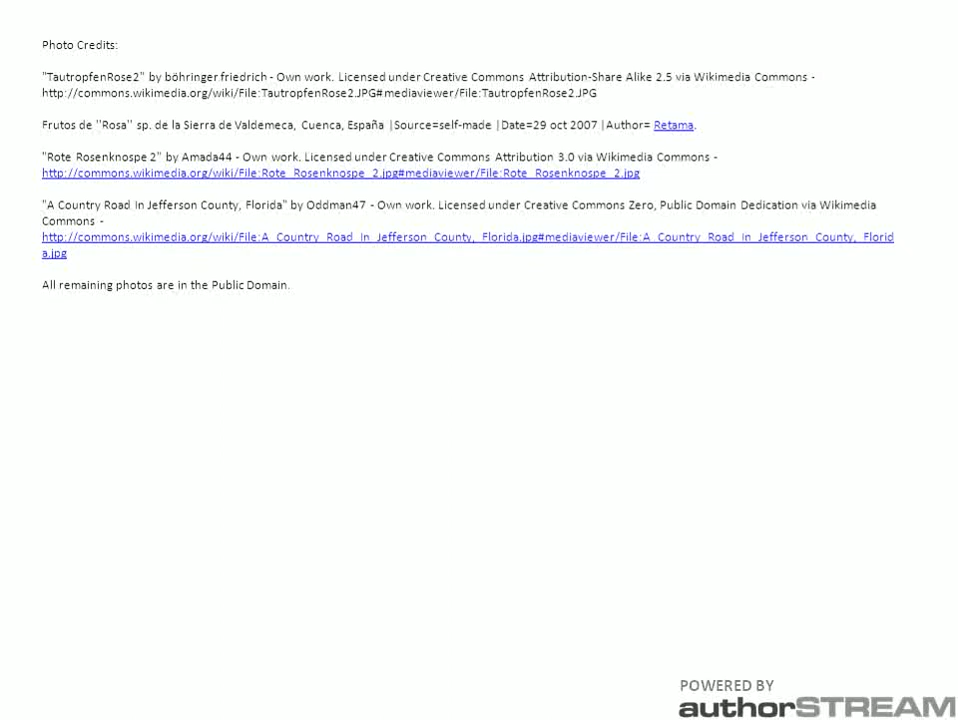 Photo Credits:
"TautropfenRose2" by böhringer friedrich - Own work. Licensed under Creative Commons Attribution-Share Alike 2.5 via Wikimedia Commons -
http://commons.wikimedia.org/wiki/File:TautropfenRose2.JPG#mediaviewer/File:TautropfenRose2.JPG
Frutos de ''Rosa'' sp. de la Sierra de Valdemeca, Cuenca, España |Source=self-made |Date=29 oct 2007 |Author= Retama.
"Rote Rosenknospe 2" by Amada44 - Own work. Licensed under Creative Commons Attribution 3.0 via Wikimedia Commons -
http://commons.wikimedia.org/wiki/File:Rote_Rosenknospe_2.jpg#mediaviewer/File:Rote_Rosenknospe_2.jpg
"A Country Road In Jefferson County, Florida" by Oddman47 - Own work. Licensed under Creative Commons Zero, Public Domain Dedication via Wikimedia
Commons -
http://commons.wikimedia.org/wiki/File:A_Country_Road_In_Jefferson_County,_Florida.jpg#mediaviewer/File:A_Country_Road_In_Jefferson_County,_Florid
a.jpg
All remaining photos are in the Public Domain.
POWERED BY
authorSTREAM